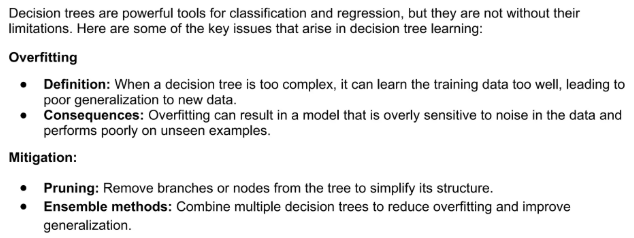 Decision trees are powerful tools for classification and regression, but they are not without their
limitations. Here are some of the key issues that arise in decision tree learning:
Overfitting
● Definition: When a decision tree is too complex, it can learn the training data too well, leading to
poor generalization to new data.
● Consequences: Overfitting can result in a model that is overly sensitive to noise in the data and
performs poorly on unseen examples.
Mitigation:
● Pruning: Remove branches or nodes from the tree to simplify its structure.
● Ensemble methods: Combine multiple decision trees to reduce overfitting and improve
generalization.